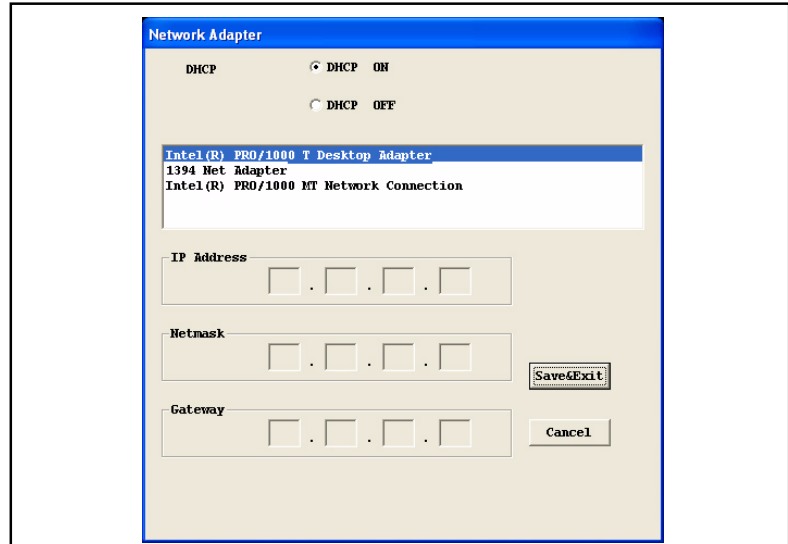 Network Adapter
DHCP DHCP ON
DHCP OFF
Intel(R) PRO/1000 T Desktop Adapter
1394 Net Adapter
Intel(R) PRO/1000 MT Network Connection
IP Address
. . .
Netmask
. . .
Save&Exit
Gateway
. . .
Cancel